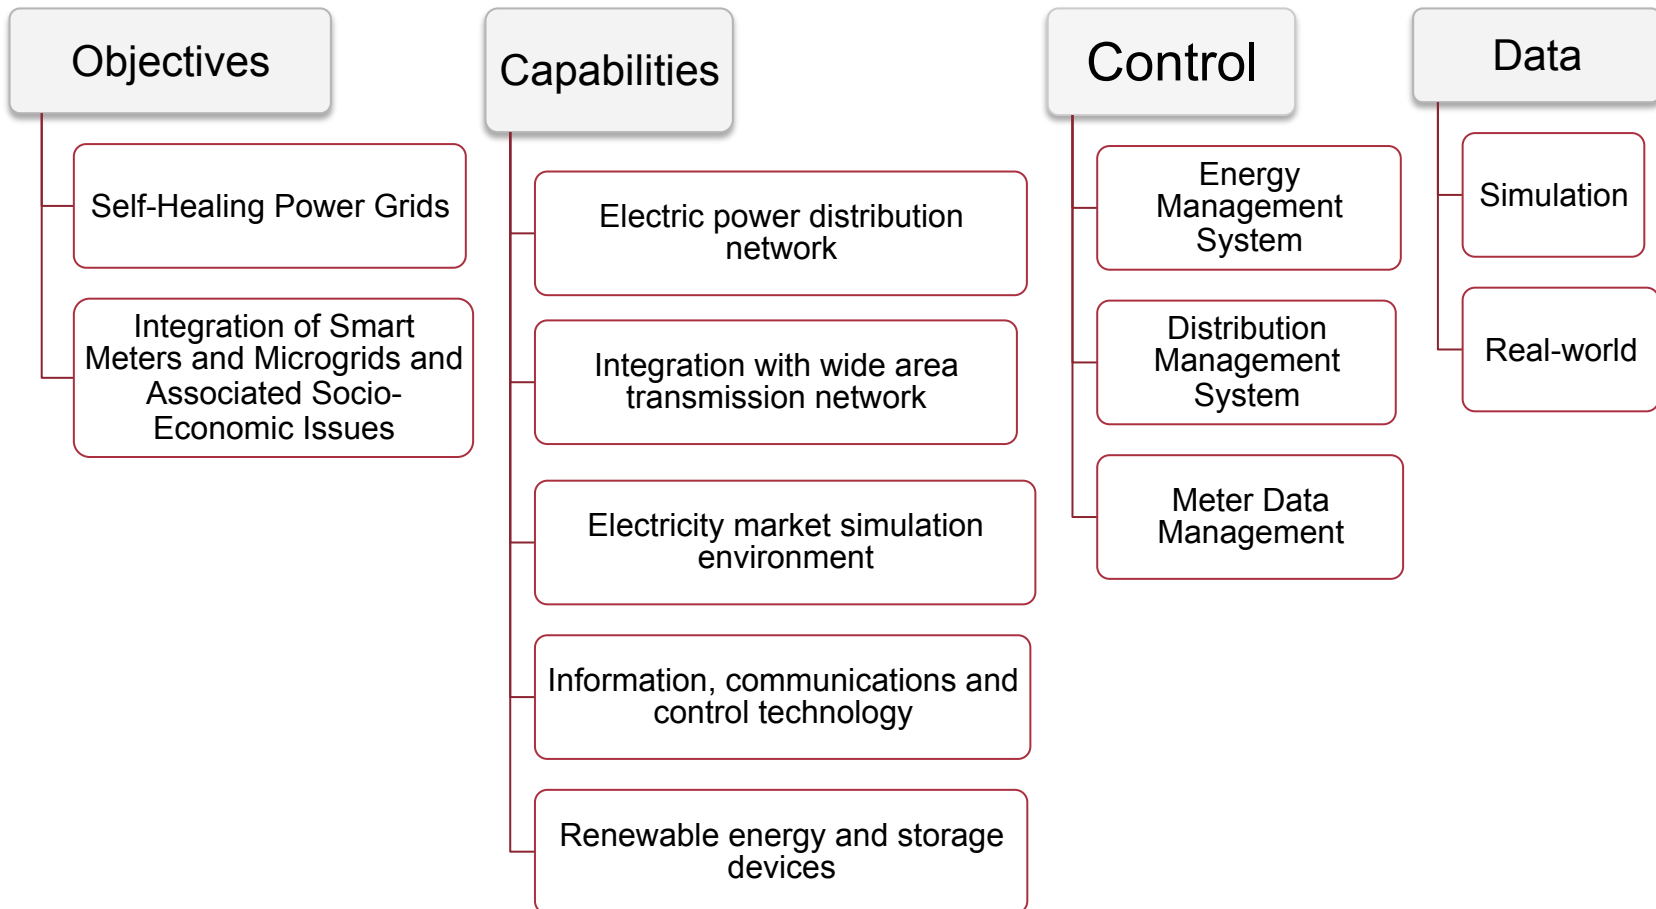 Objectives
Self-Healing Power Grids
Integration of Smart
Meters and Microgrids and
Associated Socio-
Economic Issues
Capabilities
Electric power distribution
network
Integration with wide area
transmission network
Electricity market simulation
environment
Information, communications and
control technology
Renewable energy and storage
devices
Control
Energy
Management
System
Distribution
Management
System
Meter Data
Management
Data
Simulation
Real-world